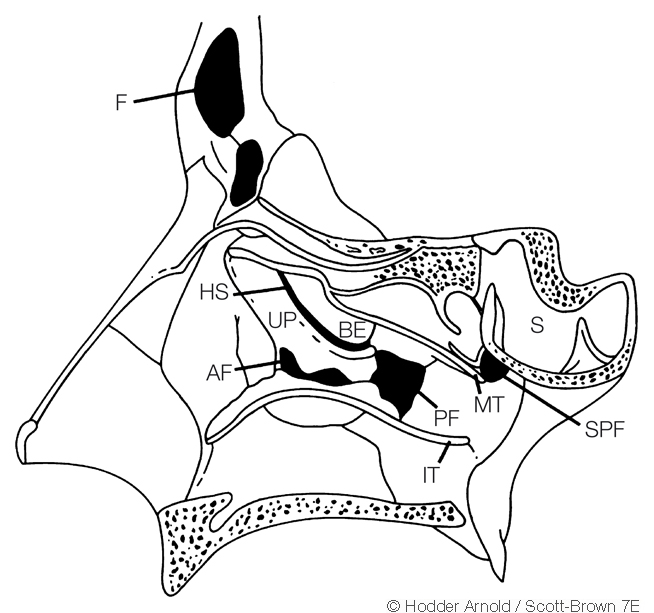 F
HS
UP
BE
S
AF
MT
PF
SPF
IT
© Hodder Arnold / Scott-Brown 7E